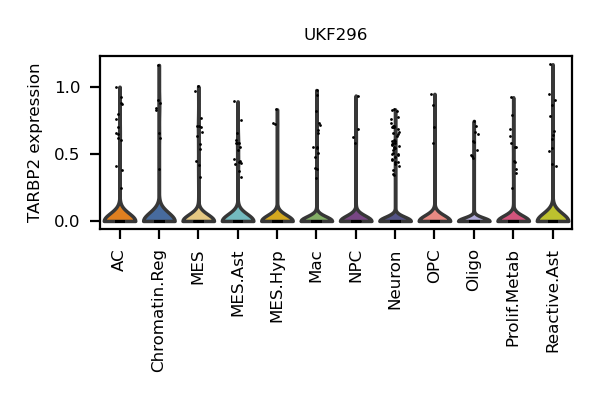 UKF296
TARBP2 expression
1.0
0.5
0.0
AC
Chromatin.Reg
MES
MES.Ast
MES.Hyp
Mac
NPC
Neuron
OPC
Oligo
Prolif.Metab
Reactive.Ast